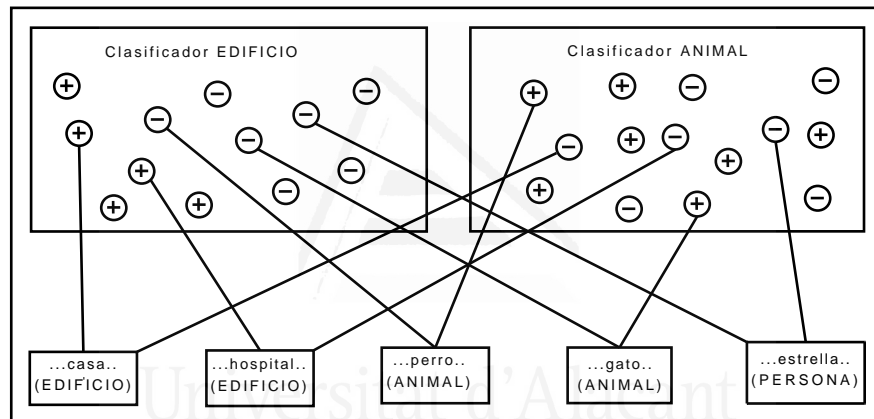 Clasificador EDIFICIO
Clasificador ANIMAL
...casa..
(EDIFICIO)
...hospital..
(EDIFICIO)
...perro..
(ANIMAL)
...gato..
(ANIMAL)
...estrella..
(PERSONA)
Universitat d'Alacant